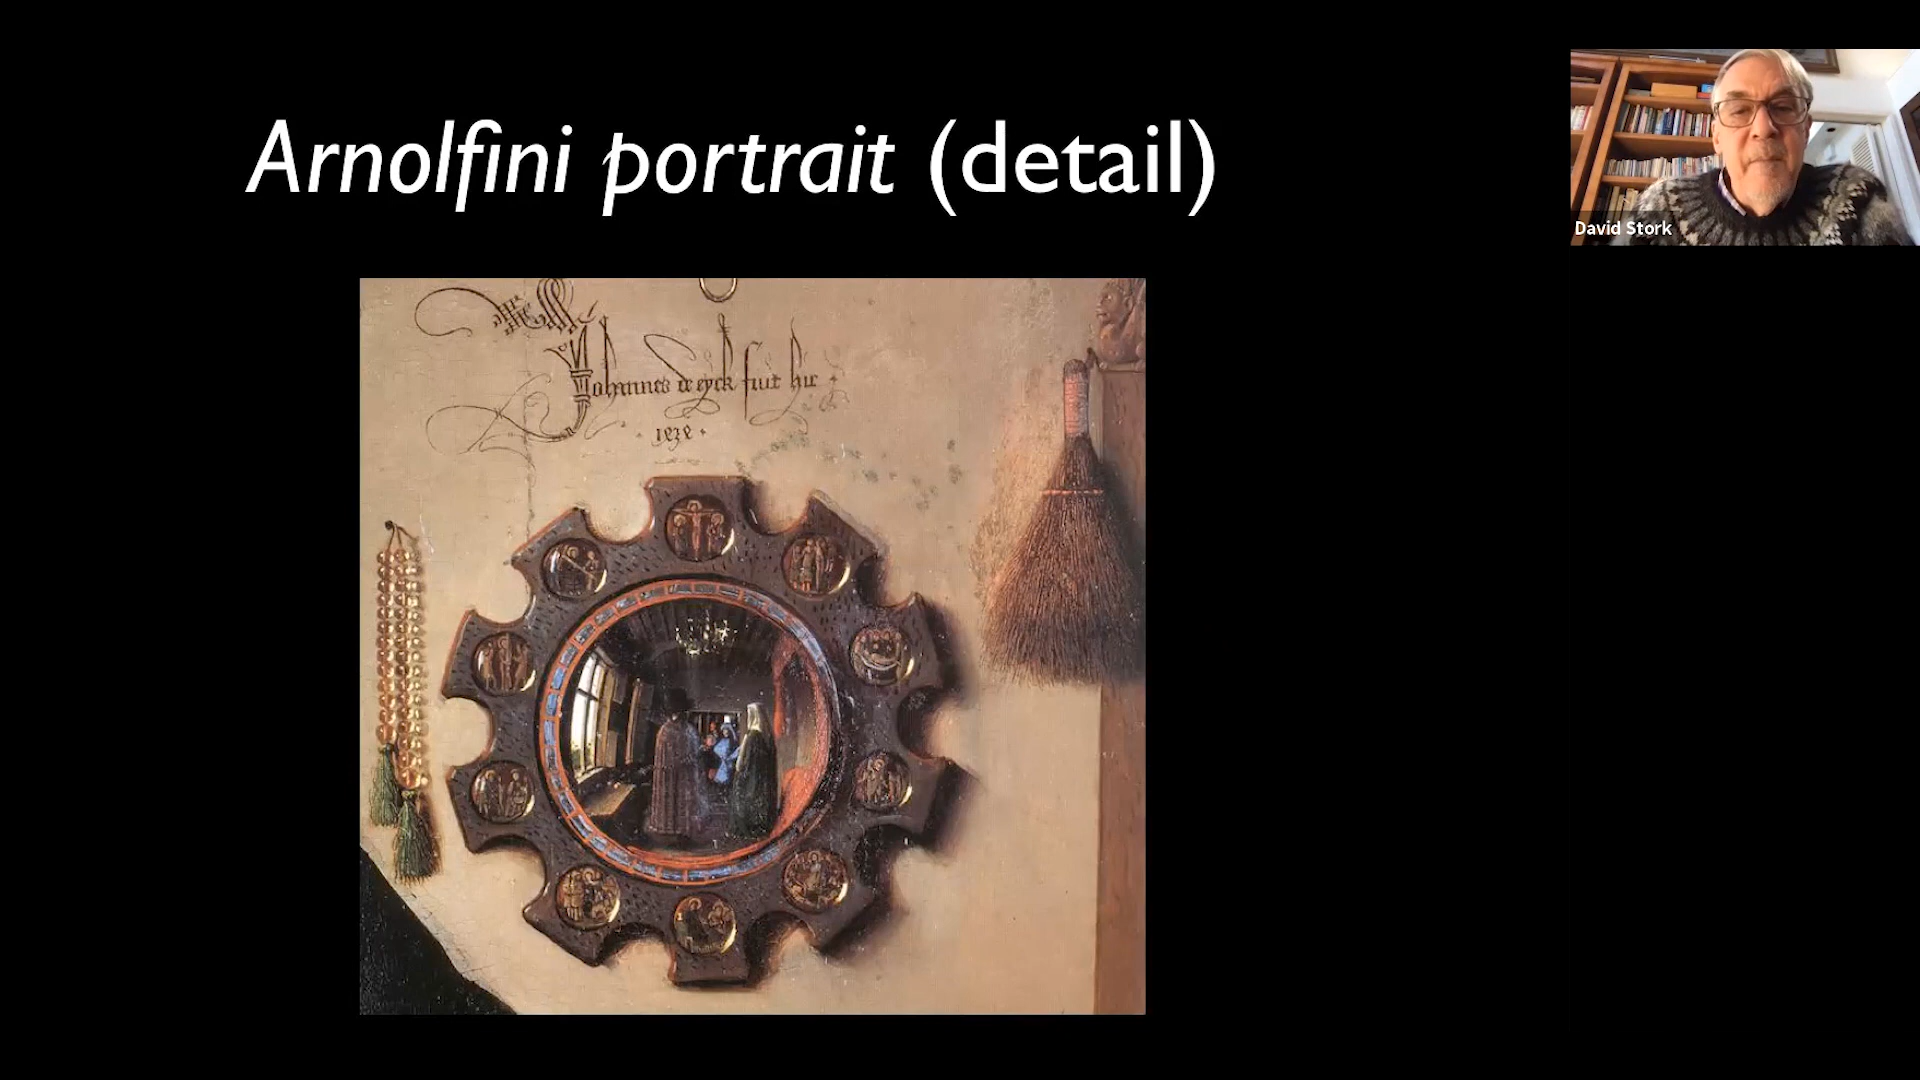 Arnolfini portrait (detail)
David Stork
Johannes de eyck fuit hic
1434